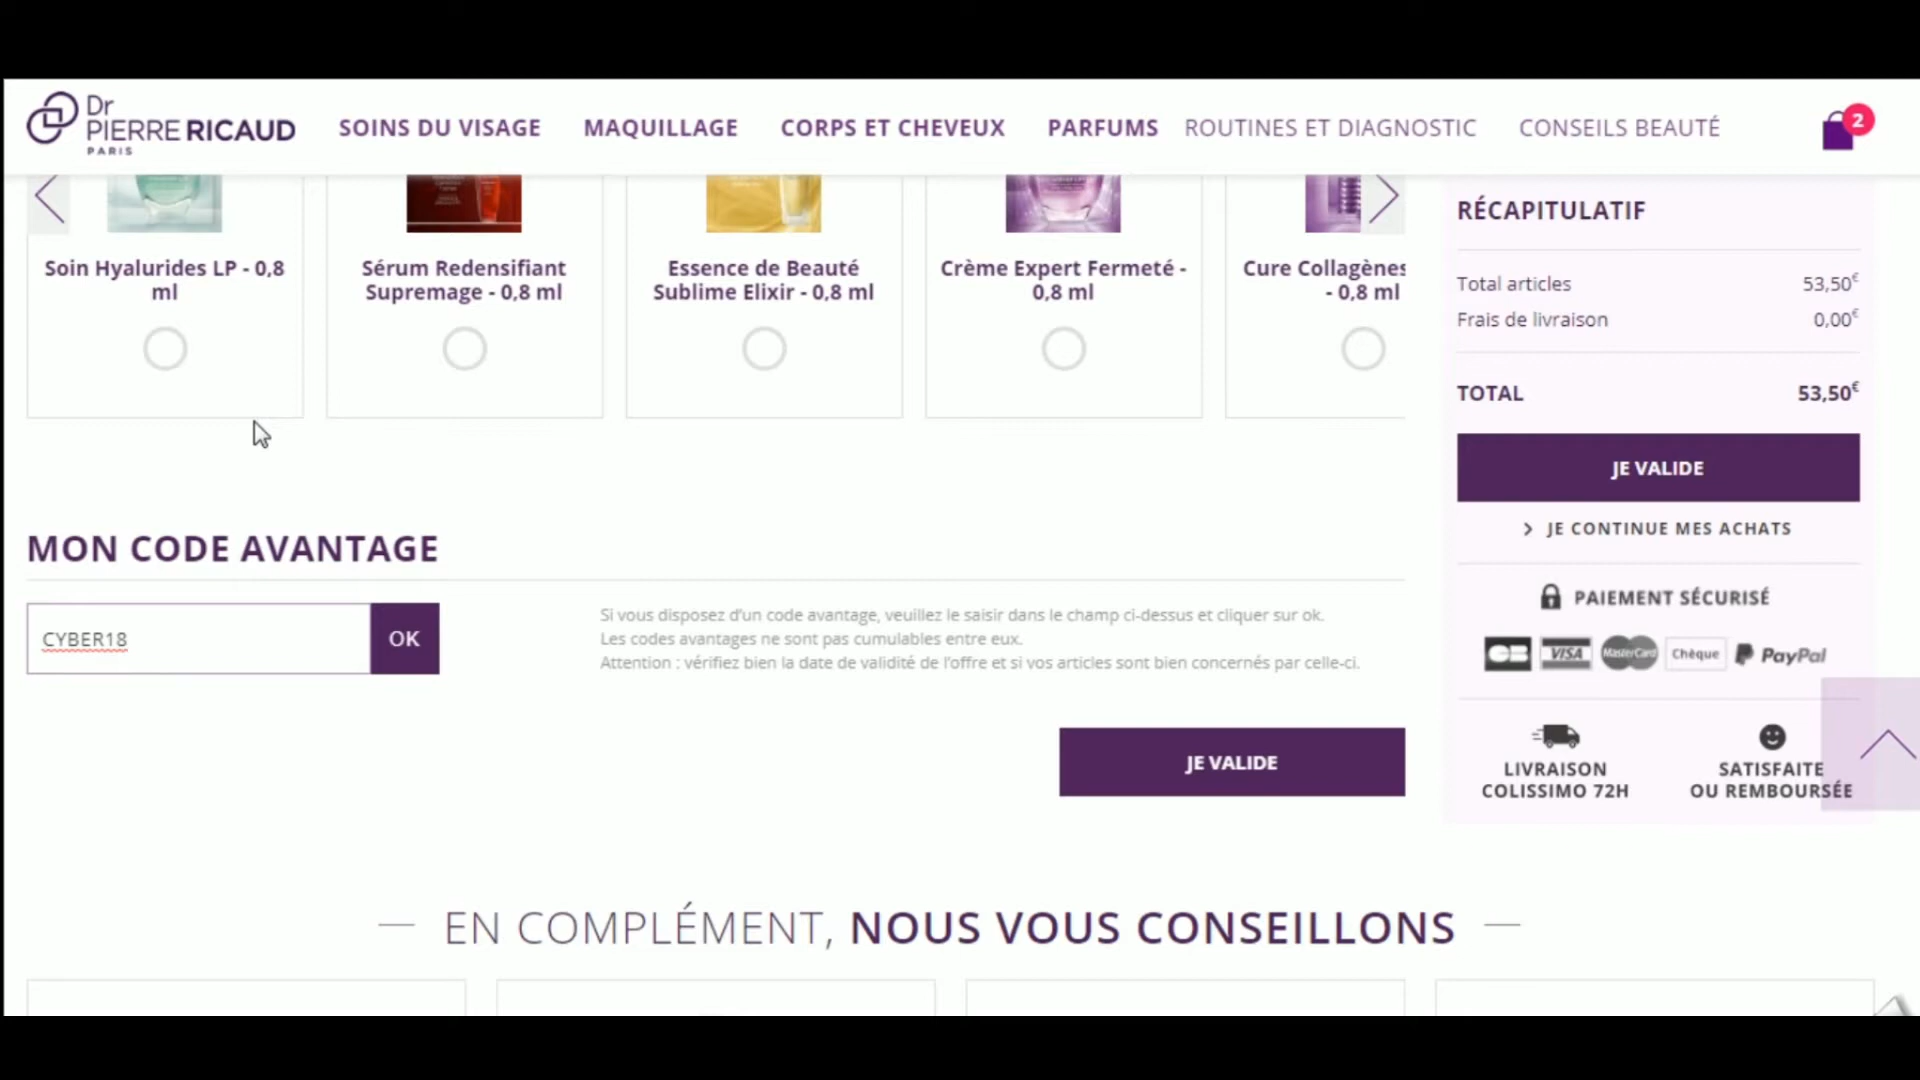 Dr
PIERRE RICAUD
PARIS
SOINS DU VISAGE
MAQUILLAGE
CORPS ET CHEVEUX
PARFUMS
ROUTINES ET DIAGNOSTIC
CONSEILS BEAUTÉ
2
Soin Hyalurides LP - 0,8
ml
Sérum Redensifiant
Supremage - 0,8 ml
Essence de Beauté
Sublime Elixir - 0,8 ml
Crème Expert Fermeté -
0,8 ml
Cure Collagènes
- 0,8 ml
RÉCAPITULATIF
Total articles 53,50€
Frais de livraison 0,00€
TOTAL 53,50€
JE VALIDE
JE CONTINUE MES ACHATS
PAIEMENT SÉCURISÉ
CB VISA MasterCard Chèque PayPal
LIVRAISON
COLISSIMO 72H
SATISFAITE
OU REMBOURSÉE
MON CODE AVANTAGE
CYBER18
OK
Si vous disposez d'un code avantage, veuillez le saisir dans le champ ci-dessus et cliquer sur ok.
Les codes avantages ne sont pas cumulables entre eux.
Attention : vérifiez bien la date de validité de l'offre et si vos articles sont bien concernés par celle-ci.
JE VALIDE
EN COMPLÉMENT, NOUS VOUS CONSEILLONS